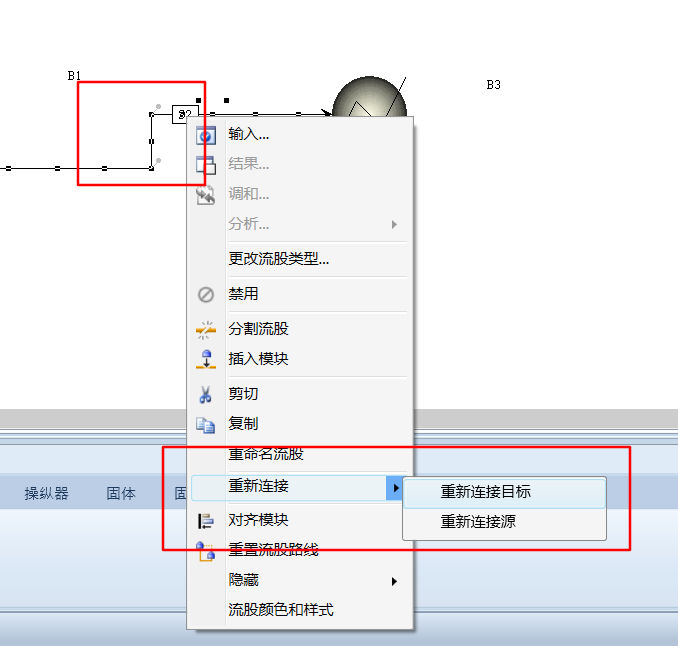 B1
B3
输入...
结果...
调和...
分析...
更改流股类型...
禁用
分割流股
插入模块
剪切
复制
重命名流股
重新连接
重新连接目标
重新连接源
操纵器
固体
固
对齐模块
重置流股路线
隐藏
流股颜色和样式